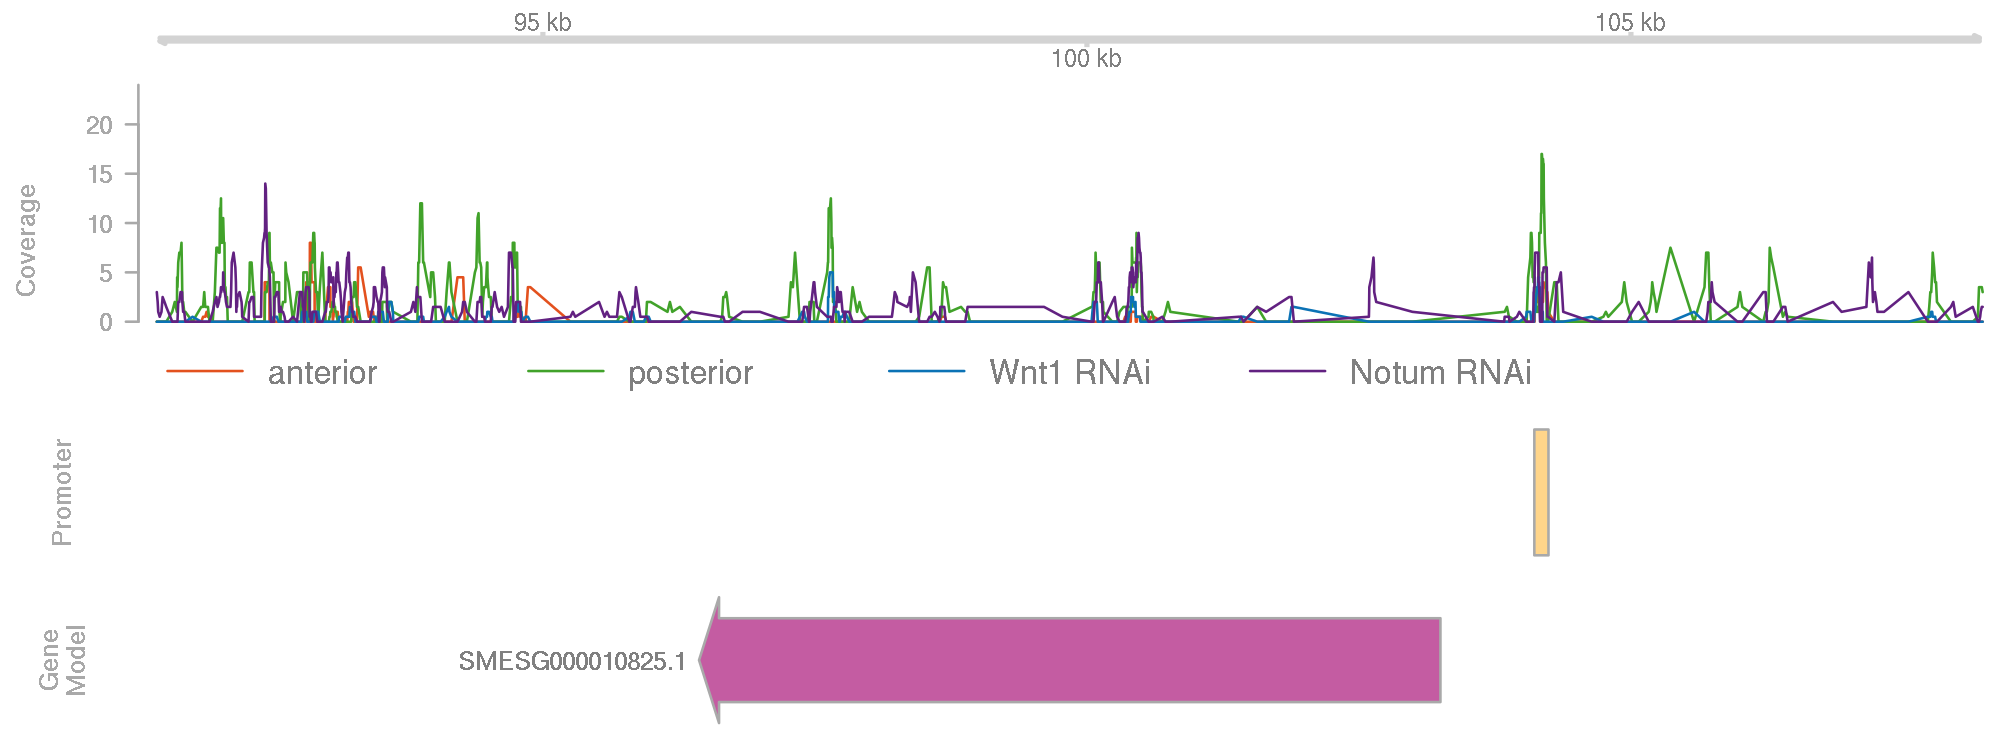 95 kb
105 kb
100 kb
Coverage
20
15
10
5
0
anterior
posterior
Wnt1 RNAi
Notum RNAi
Promoter
Gene
Model
SMESG000010825.1